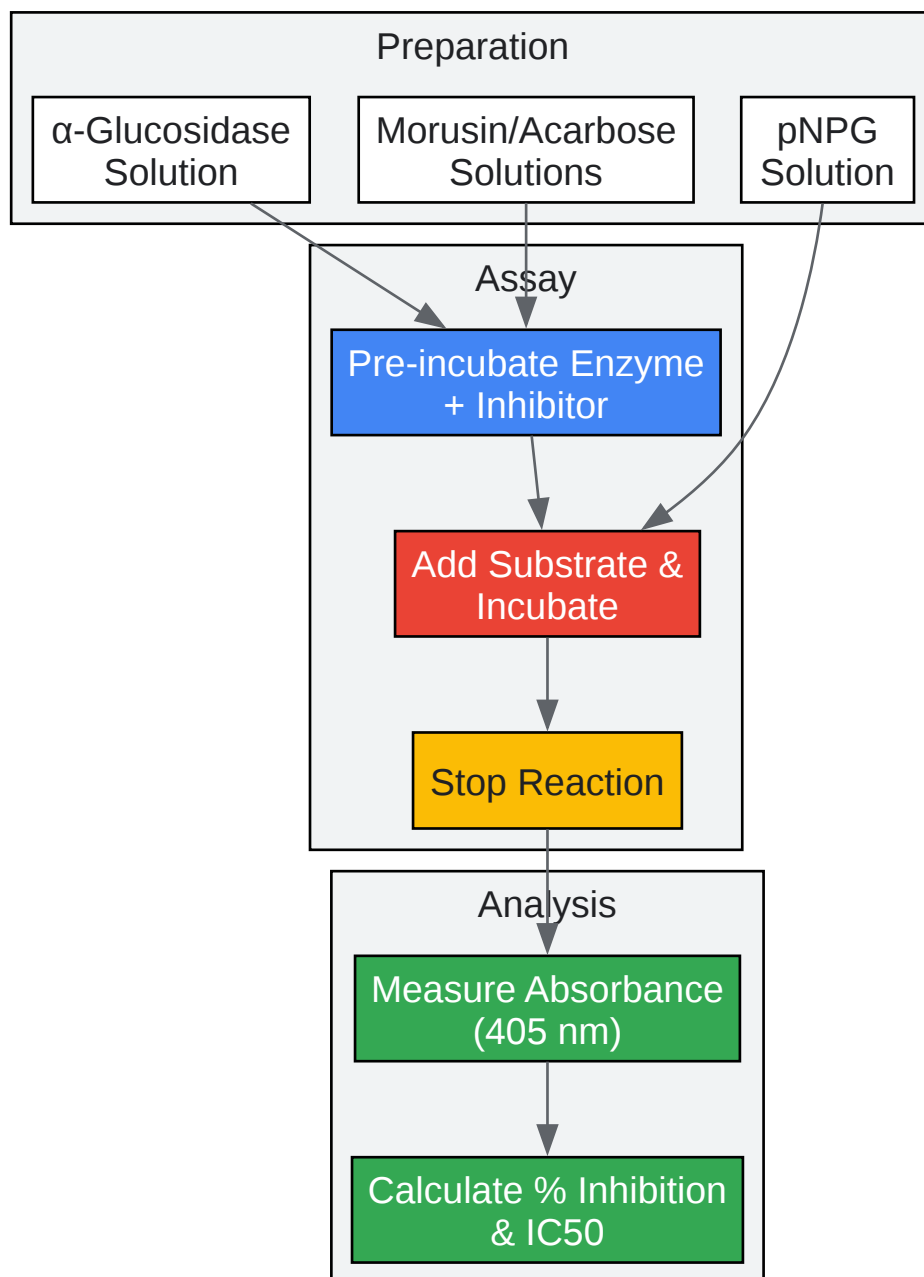 Preparation
α-Glucosidase
Solution
Morusin/Acarbose
Solutions
pNPG
Solution
Assay
Pre-incubate Enzyme
+ Inhibitor
Add Substrate &
Incubate
Stop Reaction
Analysis
Measure Absorbance
(405 nm)
Calculate % Inhibition
& IC50